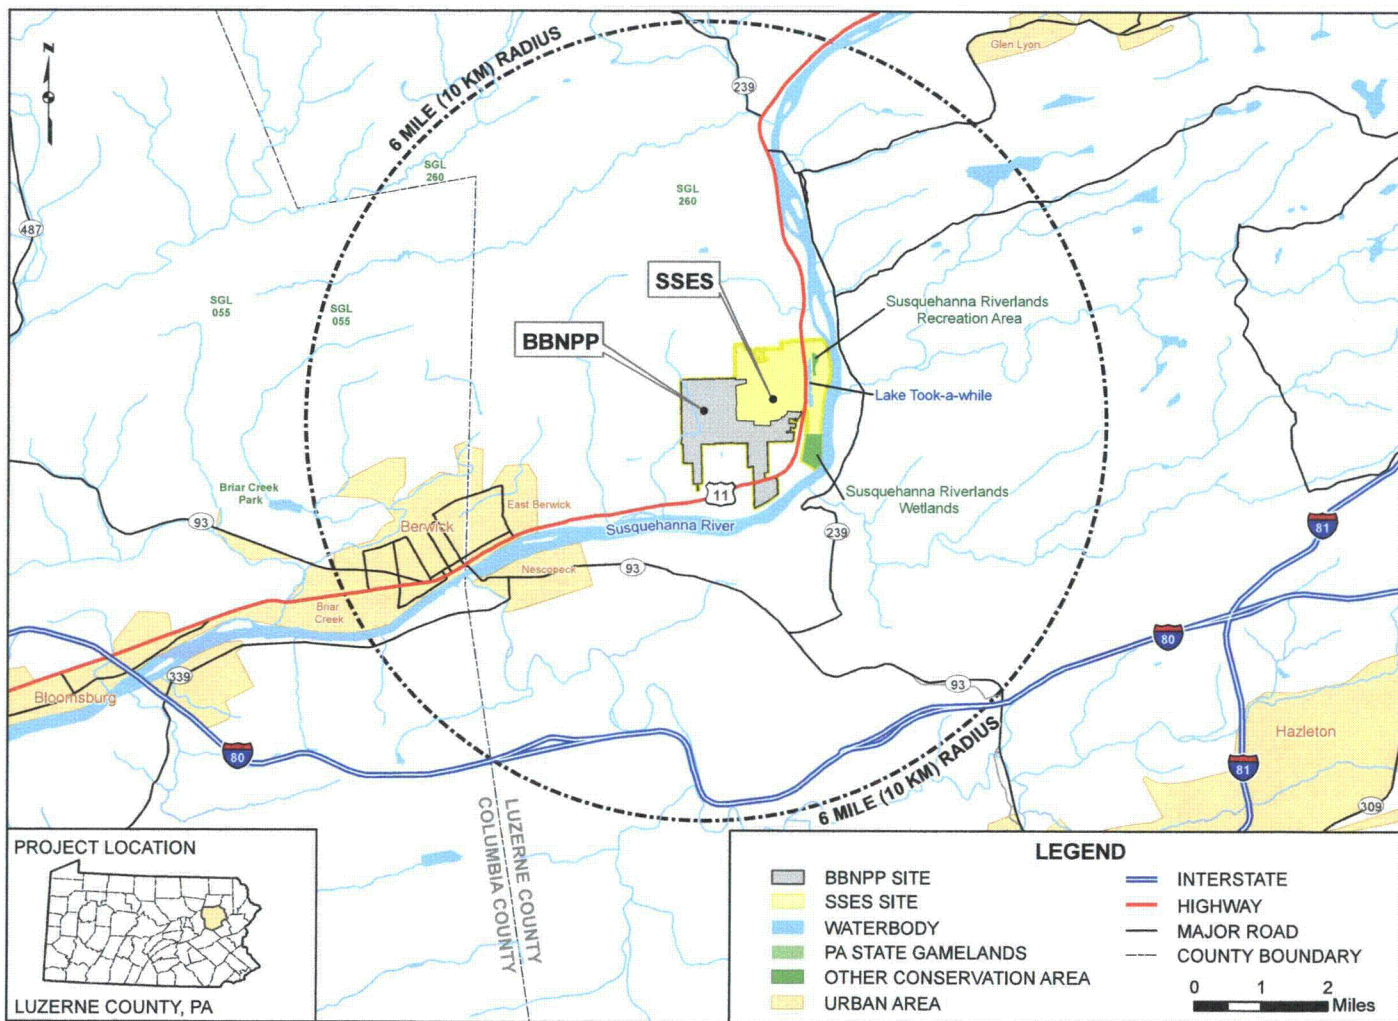 N
Glen Lyon
6 MILE (10 KM) RADIUS
239
SGL
260
SGL
260
487
SSES
SGL
055
SGL
055
Susquehanna Riverlands
Recreation Area
BBNPP
Lake Took-a-while
Briar Creek
Park
93
Berwick
East Berwick
11
Susquehanna River
Susquehanna Riverlands
Wetlands
239
81
Nescopeck
93
Briar
Creek
80
339
Bloomsburg
93
80
Hazleton
81
6 MILE (10 KM) RADIUS
309
LUZERNE COUNTY
COLUMBIA COUNTY
PROJECT LOCATION
LUZERNE COUNTY, PA
LEGEND
BBNPP SITE
SSES SITE
WATERBODY
PA STATE GAMELANDS
OTHER CONSERVATION AREA
URBAN AREA
INTERSTATE
HIGHWAY
MAJOR ROAD
COUNTY BOUNDARY
0 1 2
Miles